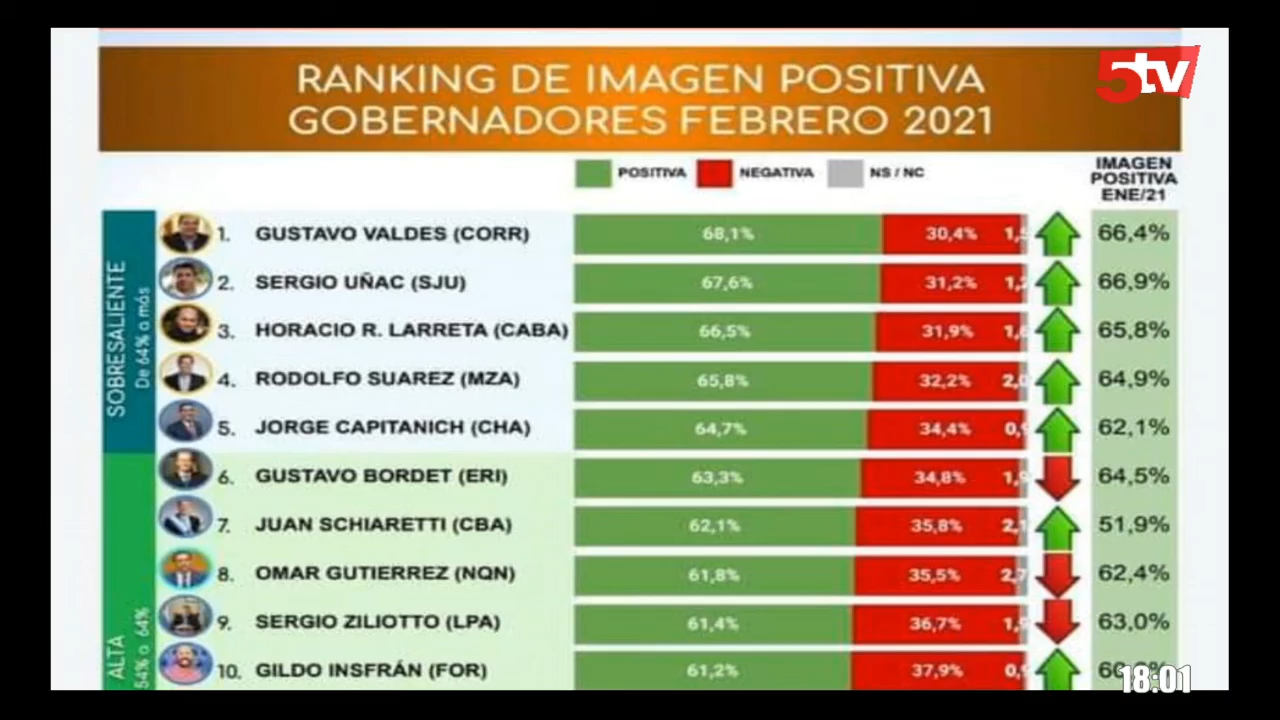 RANKING DE IMAGEN POSITIVA
GOBERNADORES FEBRERO 2021
5tv
POSITIVA NEGATIVA NS / NC
IMAGEN
POSITIVA
ENE/21
SOBRESALIENTE
De 64% a más
1. GUSTAVO VALDES (CORR) 68,1% 30,4% 66,4%
2. SERGIO UÑAC (SJU) 67,6% 31,2% 66,9%
3. HORACIO R. LARRETA (CABA) 66,5% 31,9% 65,8%
4. RODOLFO SUAREZ (MZA) 65,8% 32,2% 64,9%
5. JORGE CAPITANICH (CHA) 64,7% 34,4% 62,1%
ALTA
54% a 64%
6. GUSTAVO BORDET (ERI) 63,3% 34,8% 64,5%
7. JUAN SCHIARETTI (CBA) 62,1% 35,8% 51,9%
8. OMAR GUTIERREZ (NQN) 61,8% 35,5% 62,4%
9. SERGIO ZILIOTTO (LPA) 61,4% 36,7% 63,0%
10. GILDO INSFRÁN (FOR) 61,2% 37,9%
18:01